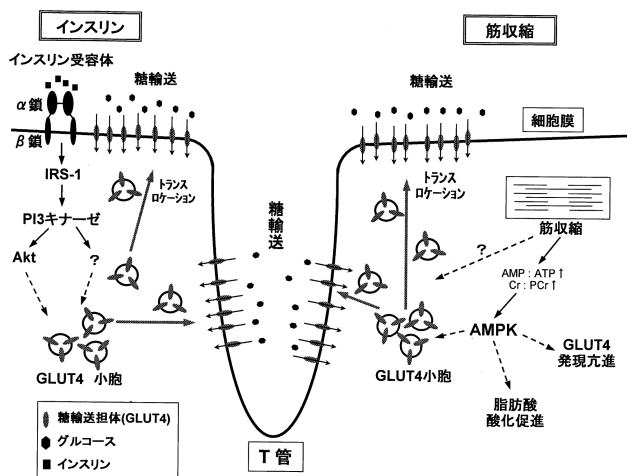 インスリン
インスリン受容体
α鎖
β鎖
糖輸送
IRS-1
PI3キナーゼ
Akt
?
トランス
ロケーション
GLUT4 小胞
糖輸送担体(GLUT4)
グルコース
インスリン
糖輸送
T管
筋収縮
糖輸送
細胞膜
トランス
ロケーション
筋収縮
?
AMP : ATP↑
Cr : PCr↑
AMPK
GLUT4小胞
GLUT4
発現亢進
脂肪酸
酸化促進